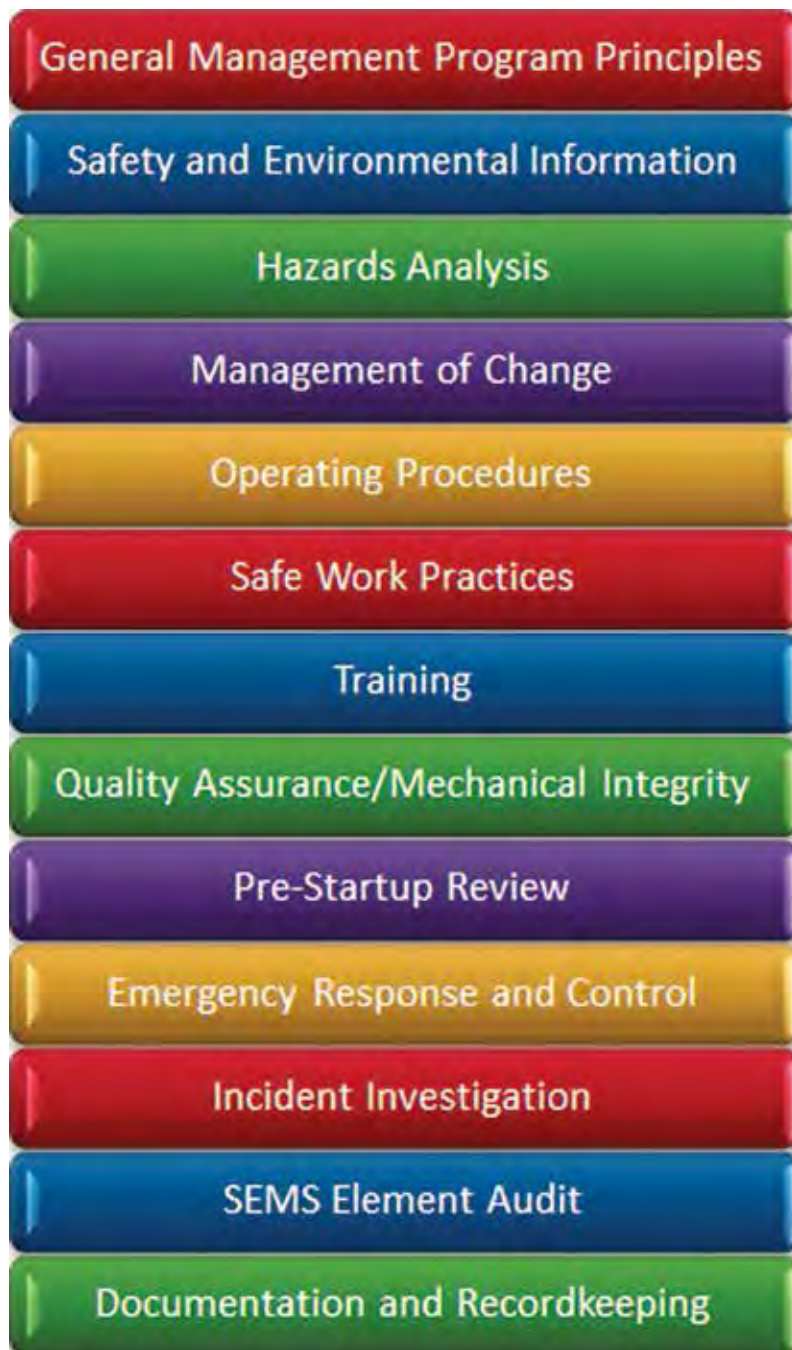 General Management Program Principles
Safety and Environmental Information
Hazards Analysis
Management of Change
Operating Procedures
Safe Work Practices
Training
Quality Assurance/Mechanical Integrity
Pre-Startup Review
Emergency Response and Control
Incident Investigation
SEMS Element Audit
Documentation and Recordkeeping